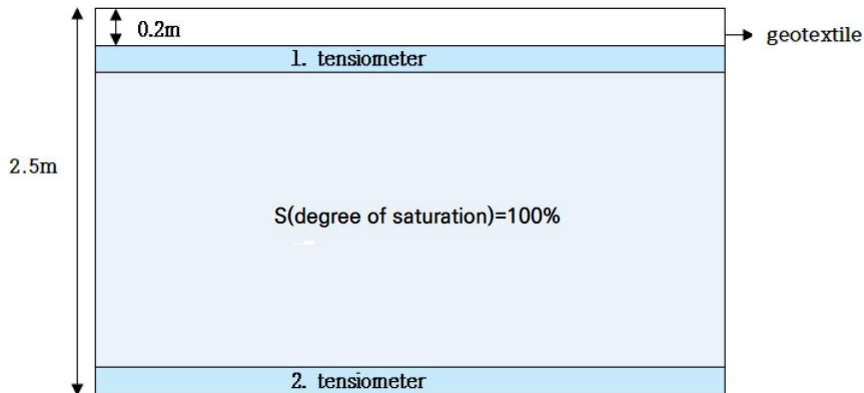 0.2m
geotextile
1. tensiometer
2.5m
S(degree of saturation)=100%
2. tensiometer